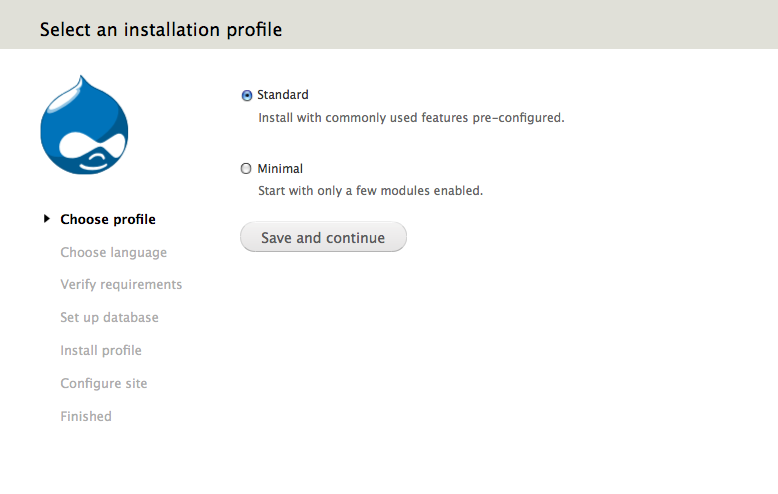 Select an installation profile
Standard
Install with commonly used features pre-configured.
Minimal
Start with only a few modules enabled.
Save and continue
Choose profile
Choose language
Verify requirements
Set up database
Install profile
Configure site
Finished